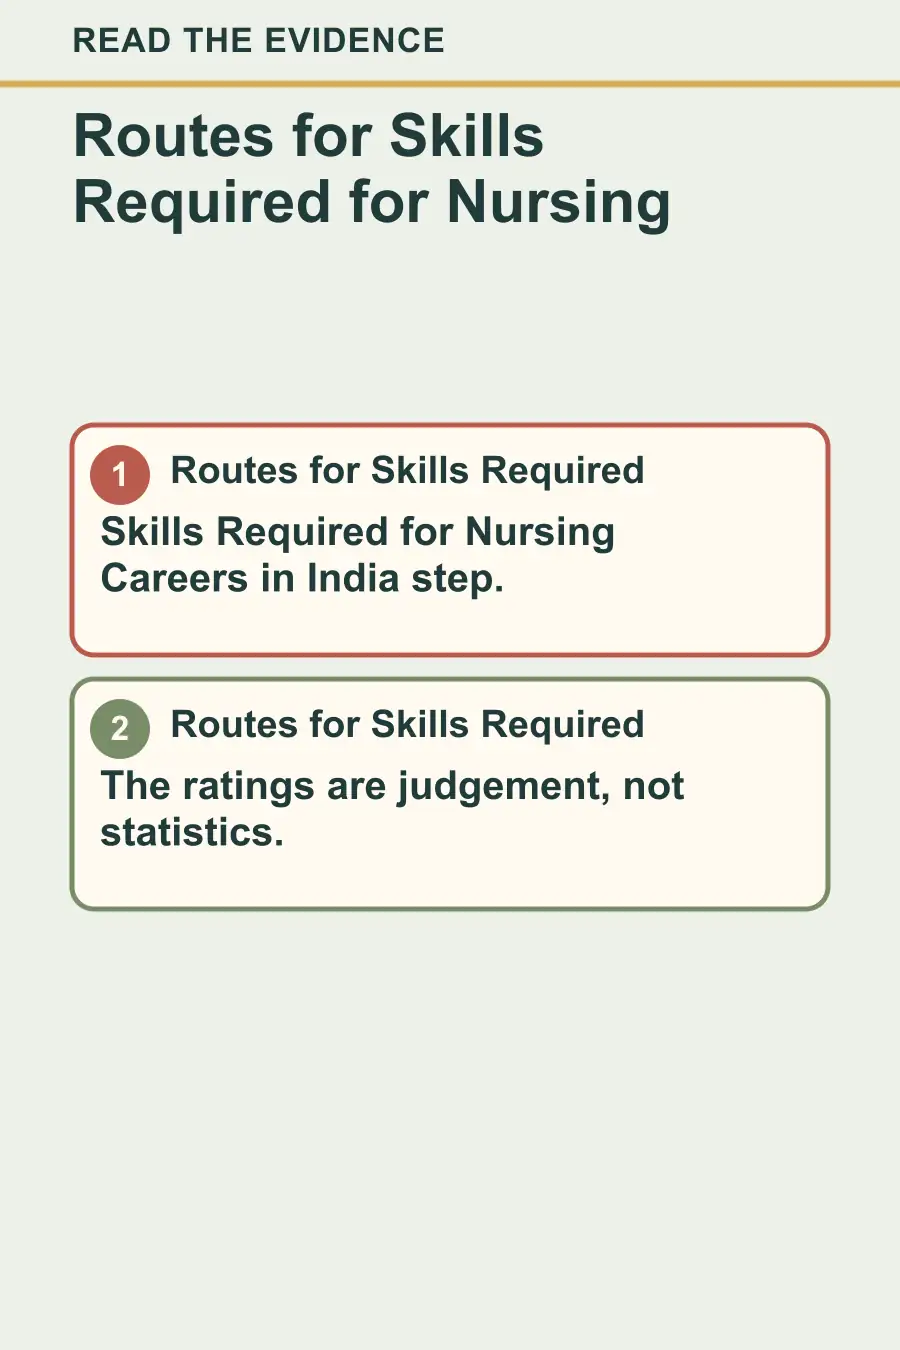 READ THE EVIDENCE
Routes for Skills
Required for Nursing
1 Routes for Skills Required
Skills Required for Nursing
Careers in India step.
2 Routes for Skills Required
The ratings are judgement, not
statistics.